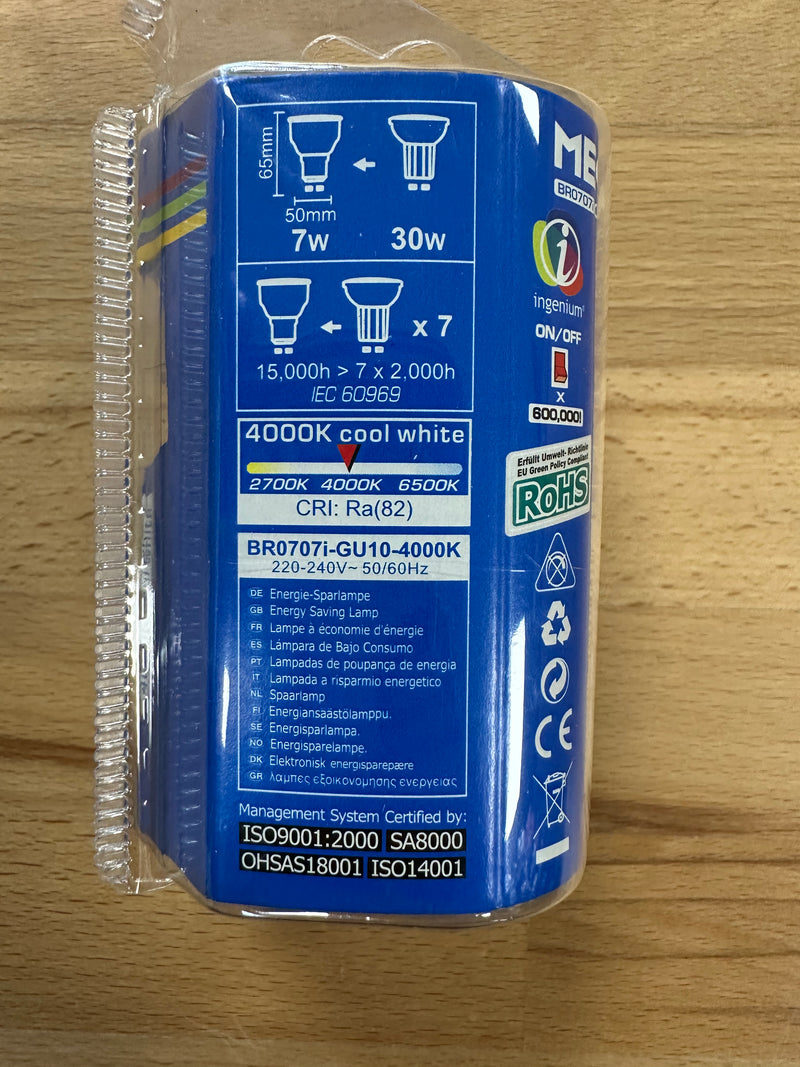 65mm
50mm
7w 30w
x 7
15,000h > 7 x 2,000h
IEC 60969
4000K cool white
2700K 4000K 6500K
CRI: Ra(82)
BR0707i-GU10-4000K
220-240V~ 50/60Hz
DE Energie-Sparlampe
GB Energy Saving Lamp
FR Lampe à économie d'énergie
ES Lámpara de Bajo Consumo
PT Lampadas de poupança de energia
IT Lampada a risparmio energetico
NL Spaarlamp
FI Energiansäästölamppu.
SE Energisparlampa.
NO Energisparelampe.
DK Elektronisk energisparepære
GR λαμπες εξοικονομησης ενεργειας
Management System Certified by:
ISO9001:2000 SA8000
OHSAS18001 ISO14001
ME
BR0707i
i
ingenium®
ON/OFF
x
600,000!
Erfüllt Umwelt- Richtlinie
EU Green Policy Compliant
RoHS
CE